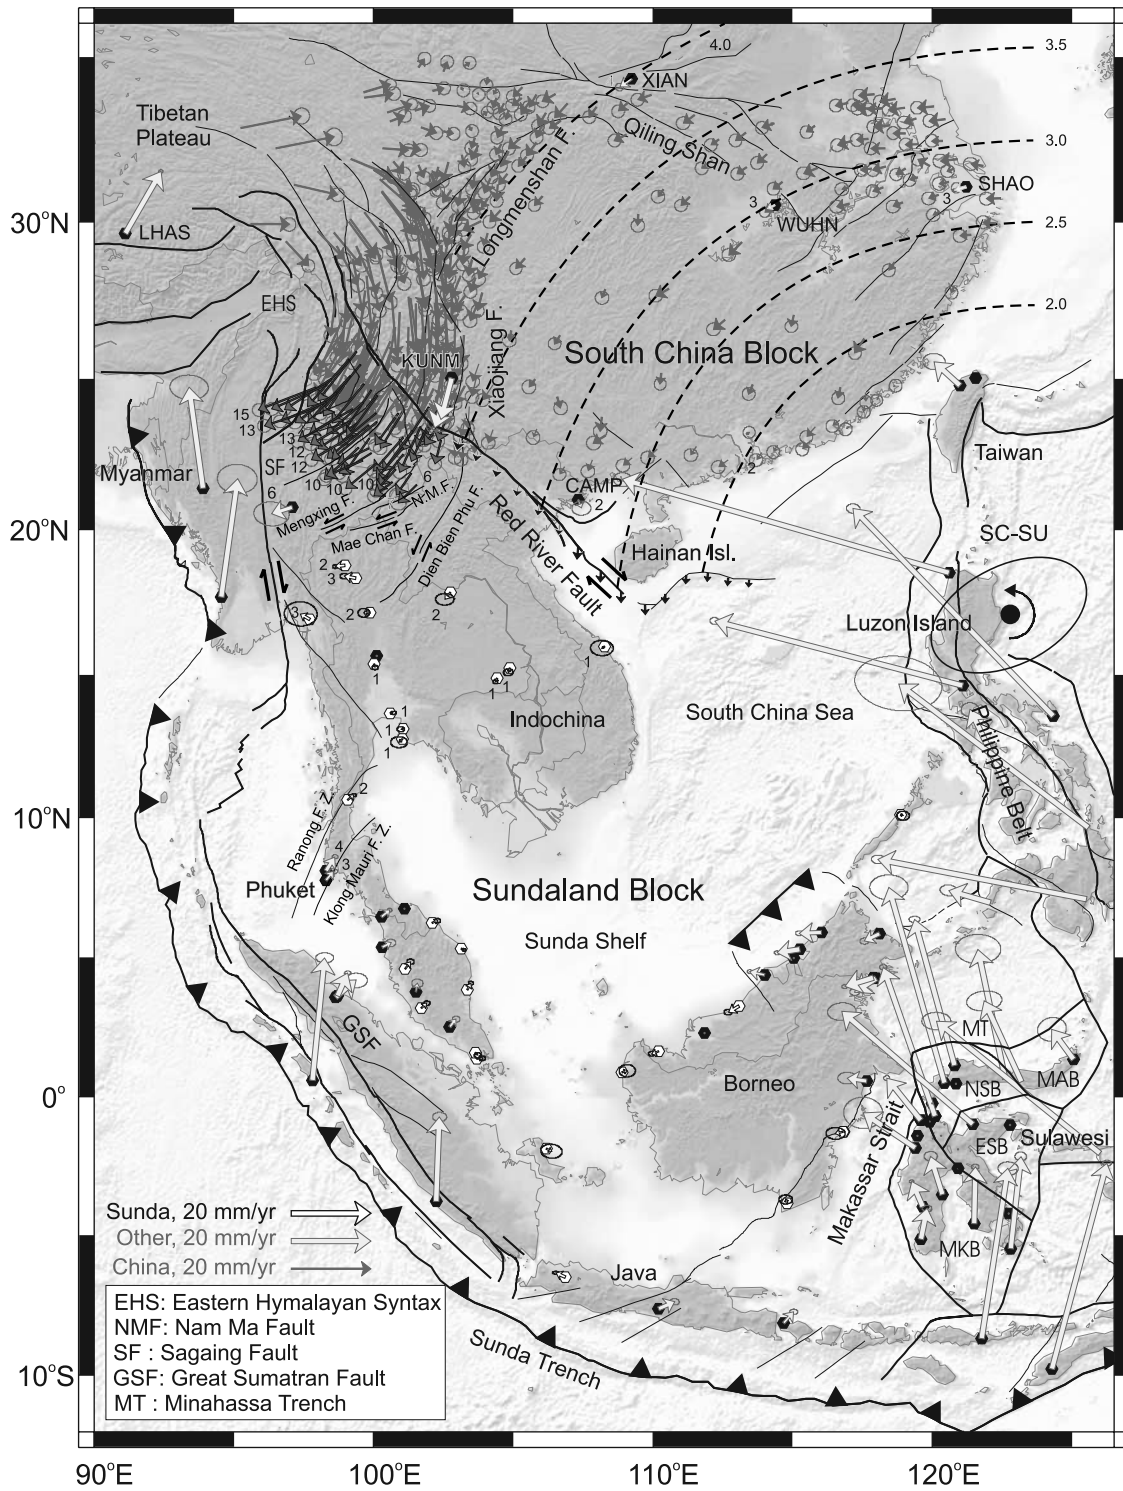 4.0
3.5
XIAN
Tibetan
Plateau
Qiling Shan
3.0
Longmenshan F.
SHAO
3
3
WUHN
30°N
LHAS
2.5
EHS
2.0
Xiaojiang F.
KUNM
South China Block
15
13
13
12
12
10
10
10
SF
6
6
Myanmar
Taiwan
2
N.M.F.
CAMP
2
Mengxing F.
20°N
Mae Chan F.
Dien Bien Phu F.
Red River Fault
Hainan Isl.
SC-SU
2
3
3
2
2
Luzon Island
1
1
1
1
1
Indochina
South China Sea
1
1
Philippine Belt
2
10°N
Ranong F. Z.
4
3
Klong Mauri F. Z.
Phuket
Sundaland Block
Sunda Shelf
GSF
MT
0°
Borneo
NSB
MAB
Makassar Strait
ESB
Sulawesi
MKB
Sunda, 20 mm/yr
Other, 20 mm/yr
China, 20 mm/yr
Java
EHS: Eastern Hymalayan Syntax
NMF: Nam Ma Fault
SF : Sagaing Fault
GSF: Great Sumatran Fault
MT : Minahassa Trench
Sunda Trench
10°S
90°E
100°E
110°E
120°E